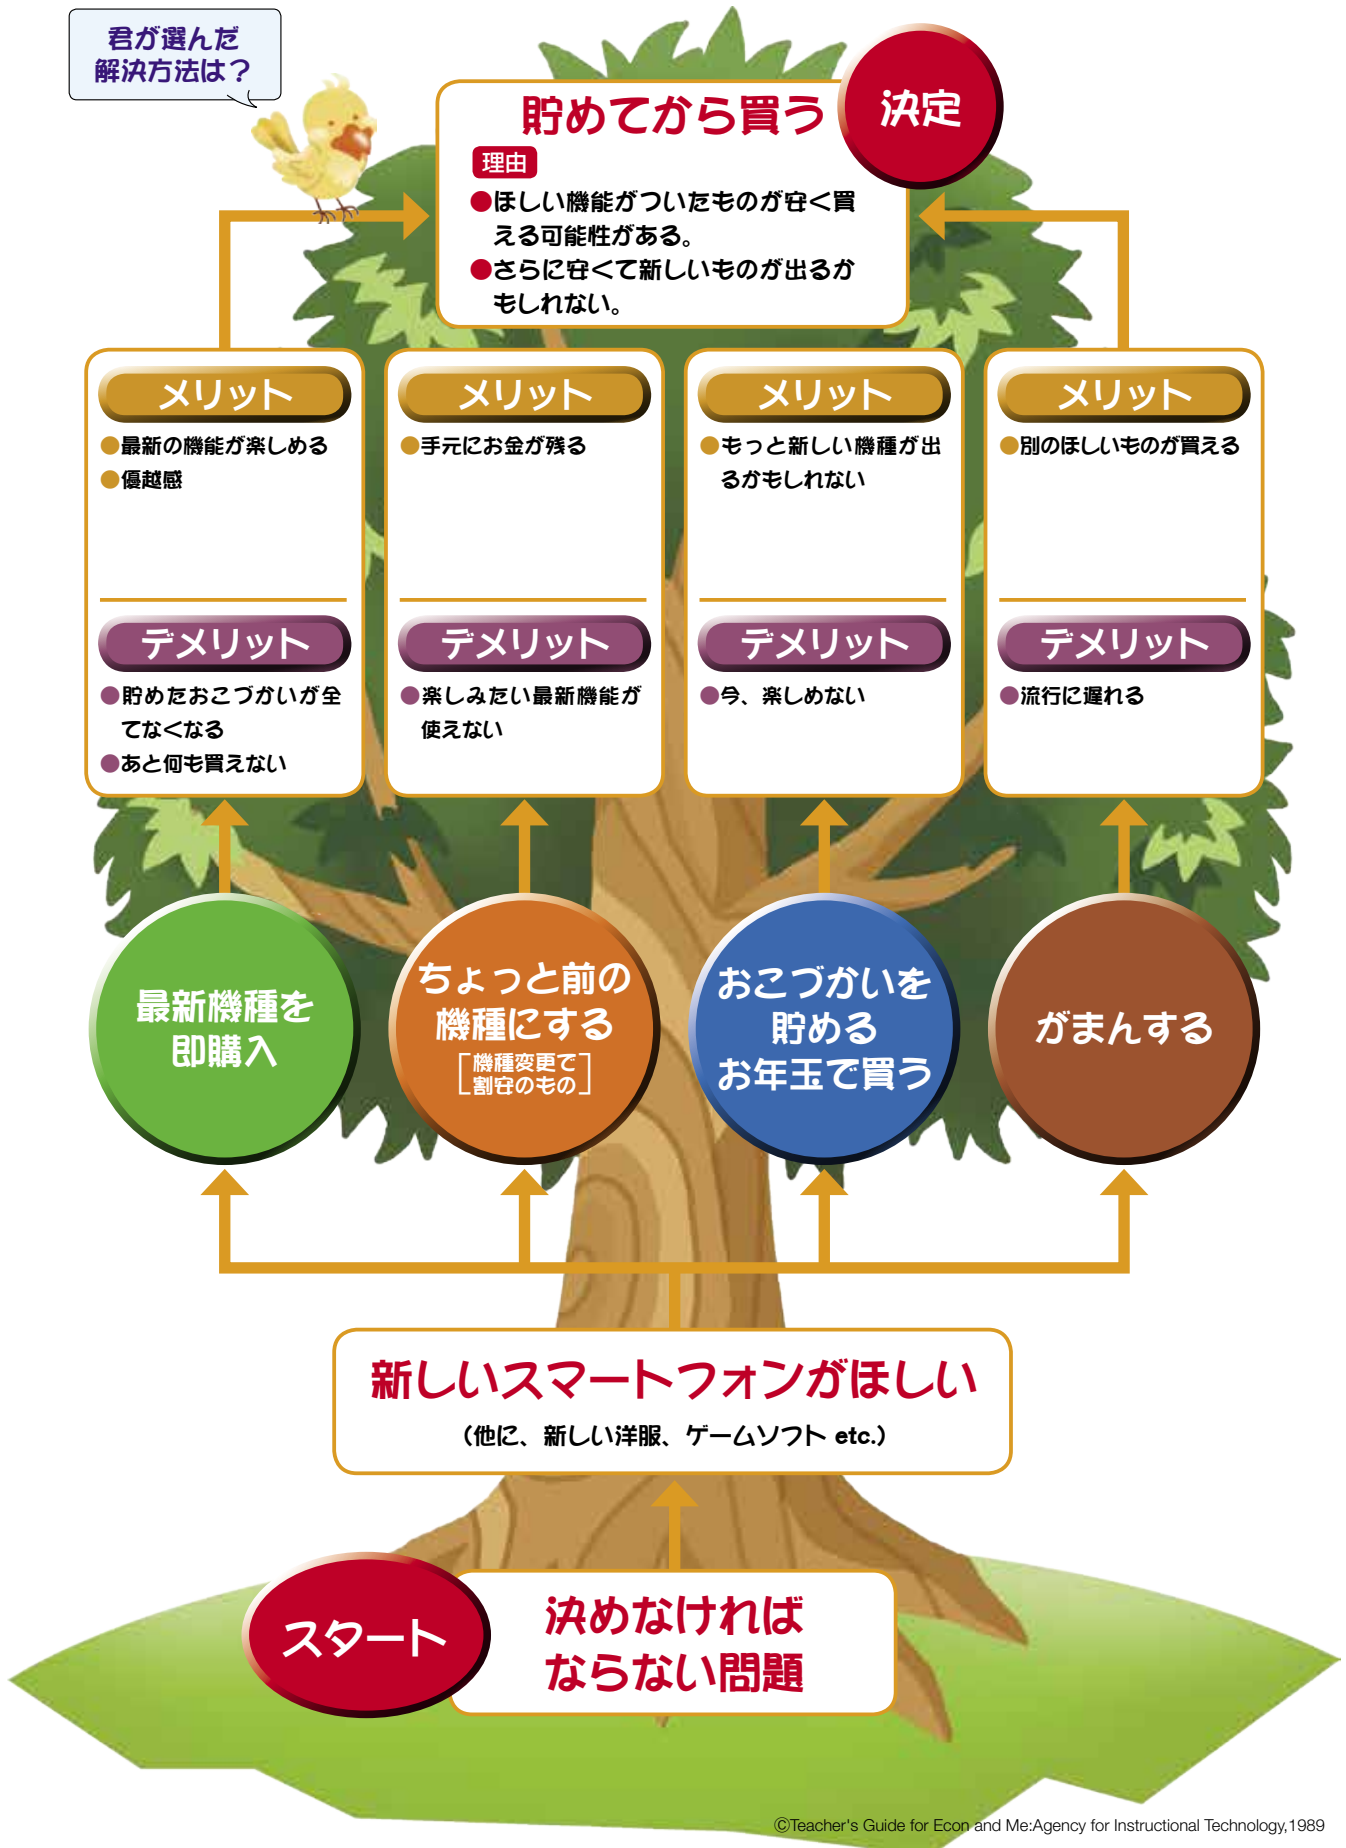 君が選んだ
解決方法は？
貯めてから買う
決定
理由
●ほしい機能がついたものが安く買
える可能性がある。
●さらに安くて新しいものが出るか
もしれない。
メリット
●最新の機能が楽しめる
●優越感
デメリット
●貯めたおこづかいが全
てなくなる
●あと何も買えない
メリット
●手元にお金が残る
デメリット
●楽しみたい最新機能が
使えない
メリット
●もっと新しい機種が出
るかもしれない
デメリット
●今、楽しめない
メリット
●別のほしいものが買える
デメリット
●流行に遅れる
最新機種を
即購入
ちょっと前の
機種にする
［機種変更で
割安のもの］
おこづかいを
貯める
お年玉で買う
がまんする
新しいスマートフォンがほしい
（他に、新しい洋服、ゲームソフト etc.）
スタート
決めなければ
ならない問題
©Teacher's Guide for Econ and Me:Agency for Instructional Technology,1989